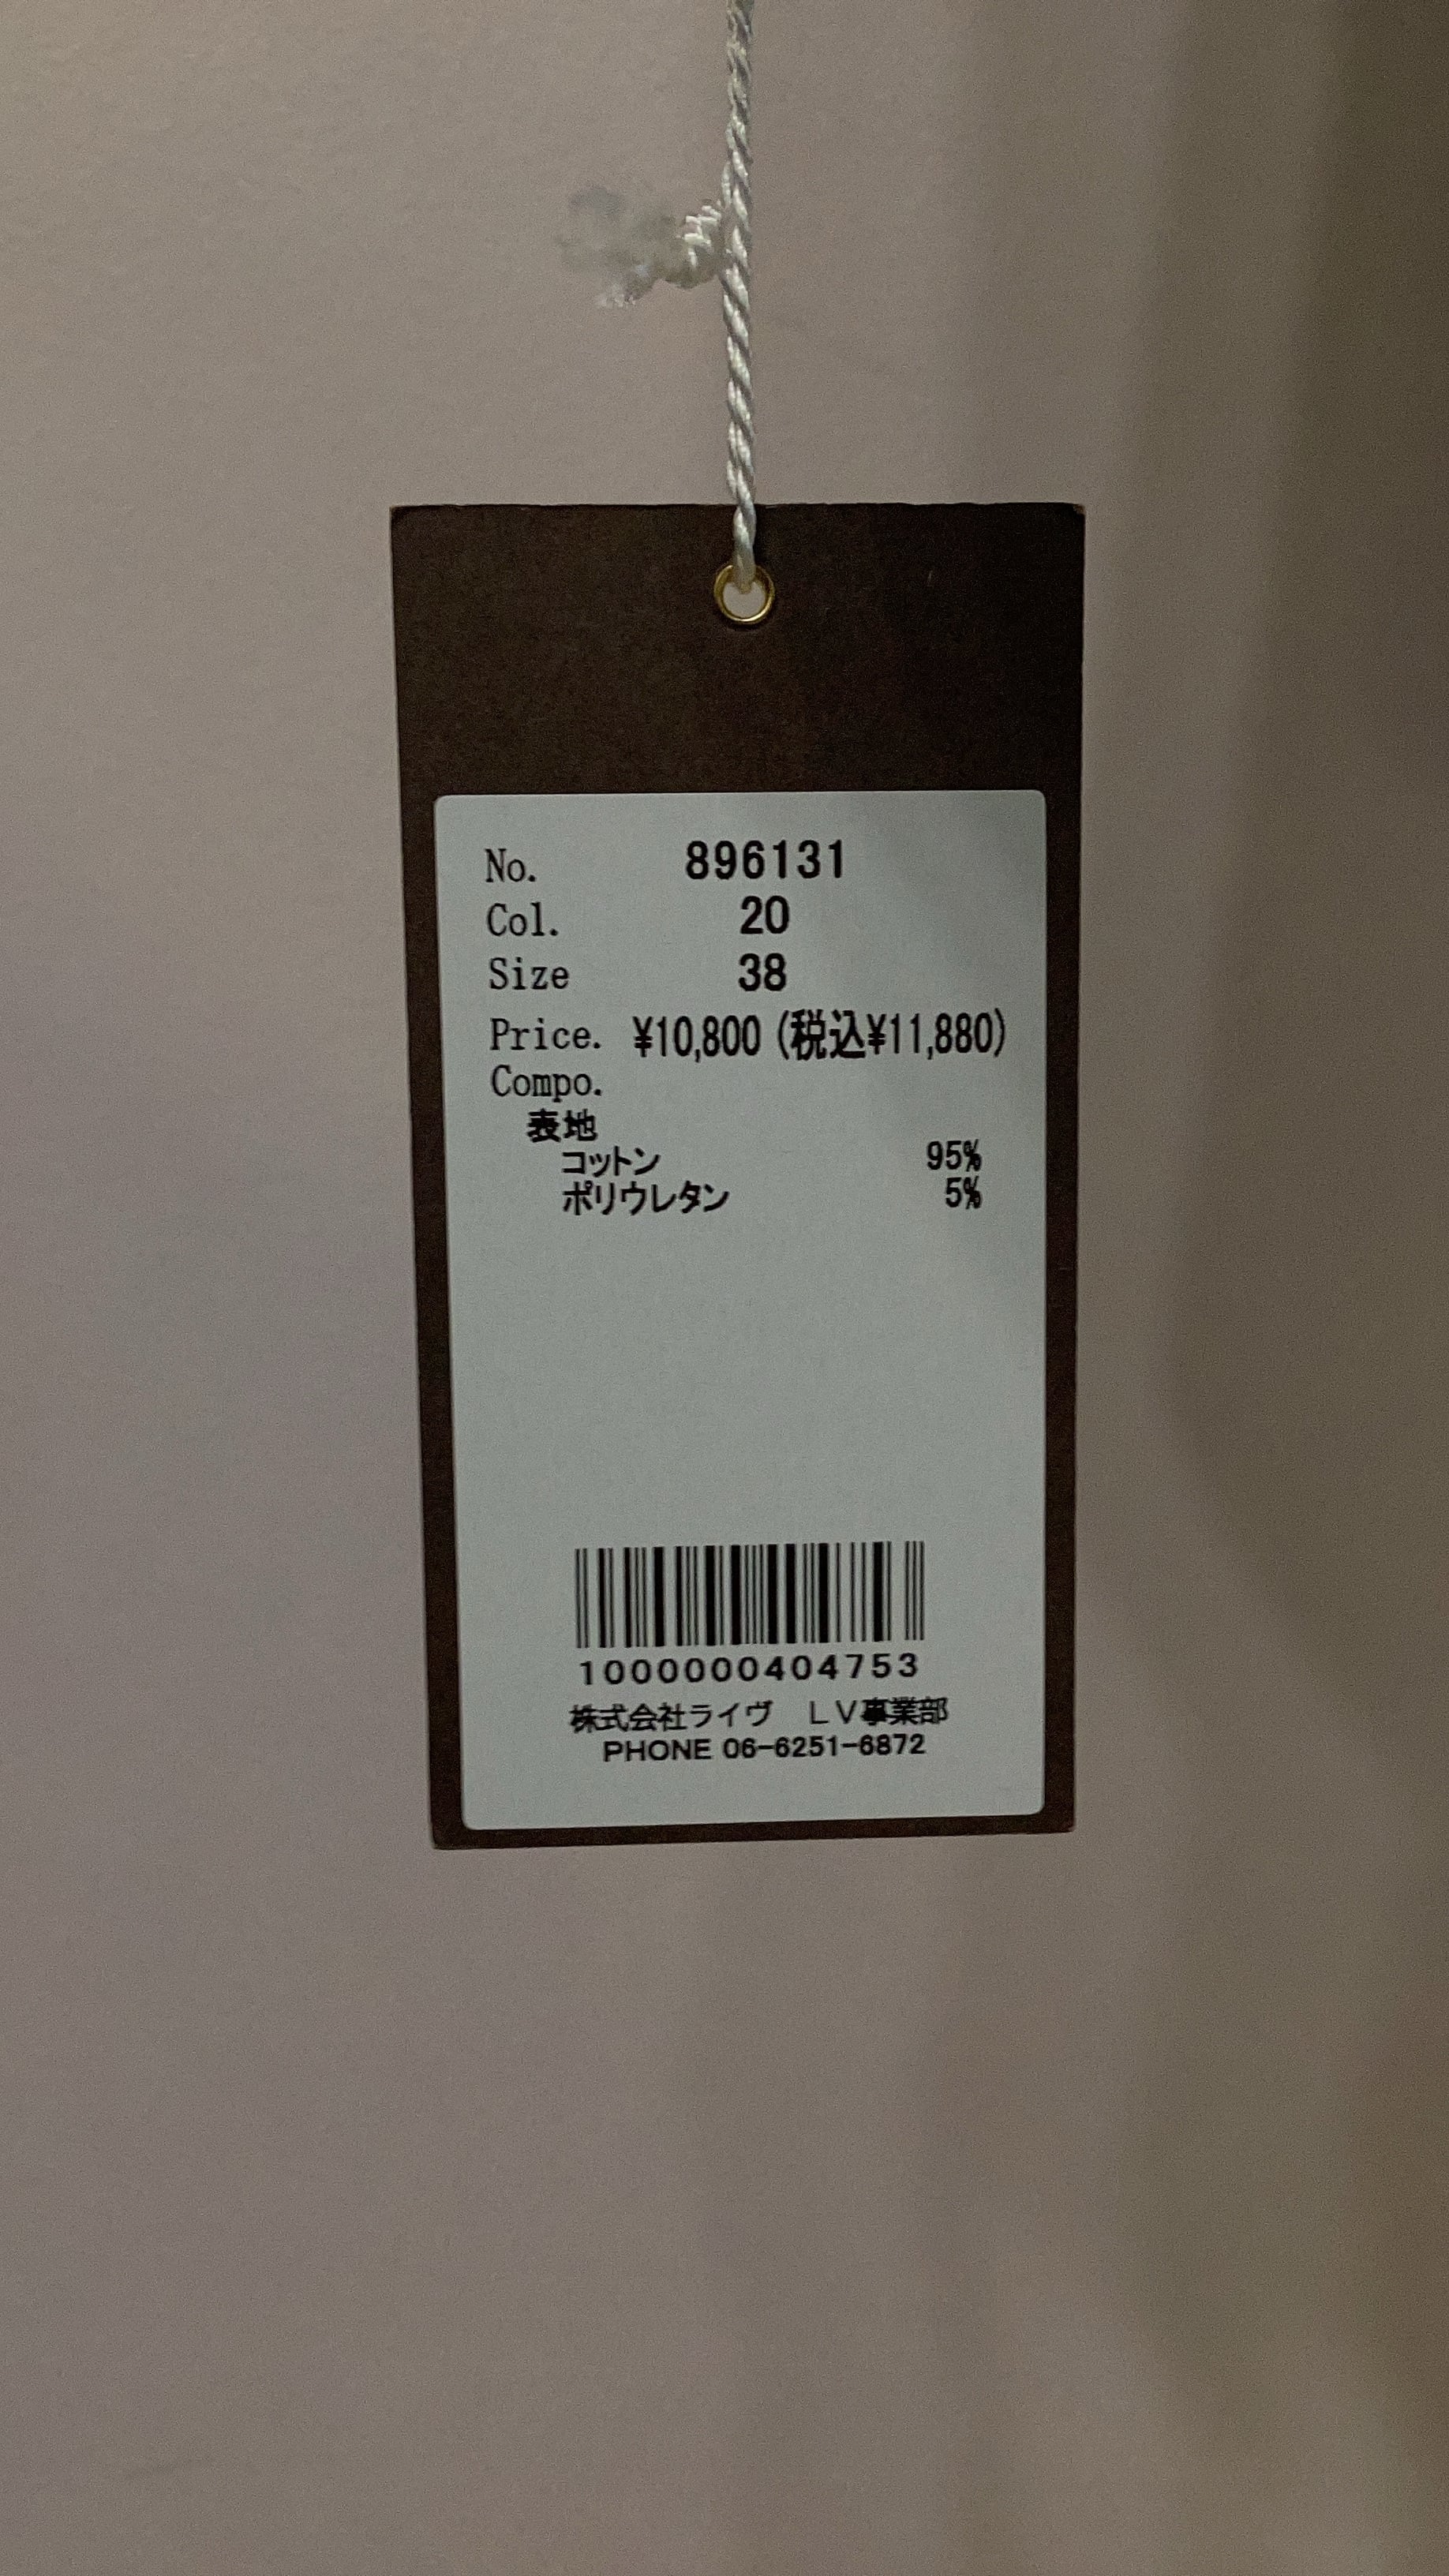 No. 896131
Col. 20
Size 38
Price. ¥10,800 (税込¥11,880)
Compo.
表地
コットン 95%
ポリウレタン 5%
1000000404753
株式会社ライヴ　ＬＶ事業部
PHONE 06-6251-6872